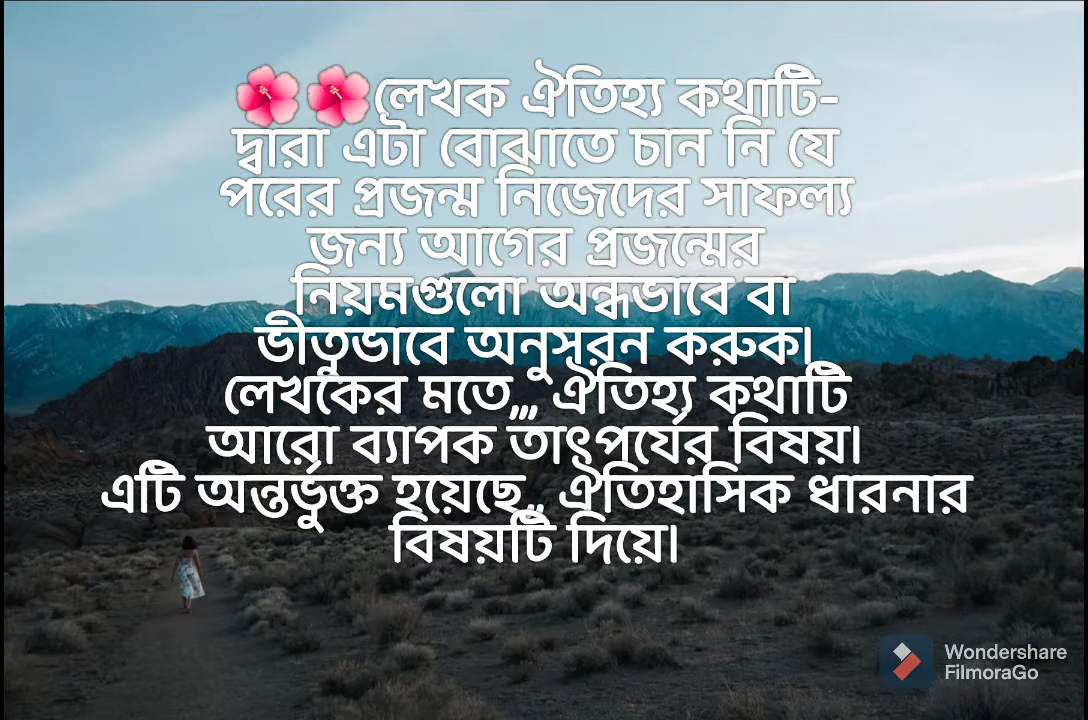 🌺🌺লেখক ঐতিহ্য কথাটি-
দ্বারা এটা বোঝাতে চান নি যে
পরের প্রজন্ম নিজেদের সাফল্য
জন্য আগের প্রজন্মের
নিয়মগুলো অন্ধভাবে বা
ভীতুভাবে অনুসরন করুক।
লেখকের মতে,,, ঐতিহ্য কথাটি
আরো ব্যাপক তাৎপর্যের বিষয়।
এটি অন্তর্ভুক্ত হয়েছে,, ঐতিহাসিক ধারনার
বিষয়টি দিয়ে।
Wondershare
FilmoraGo